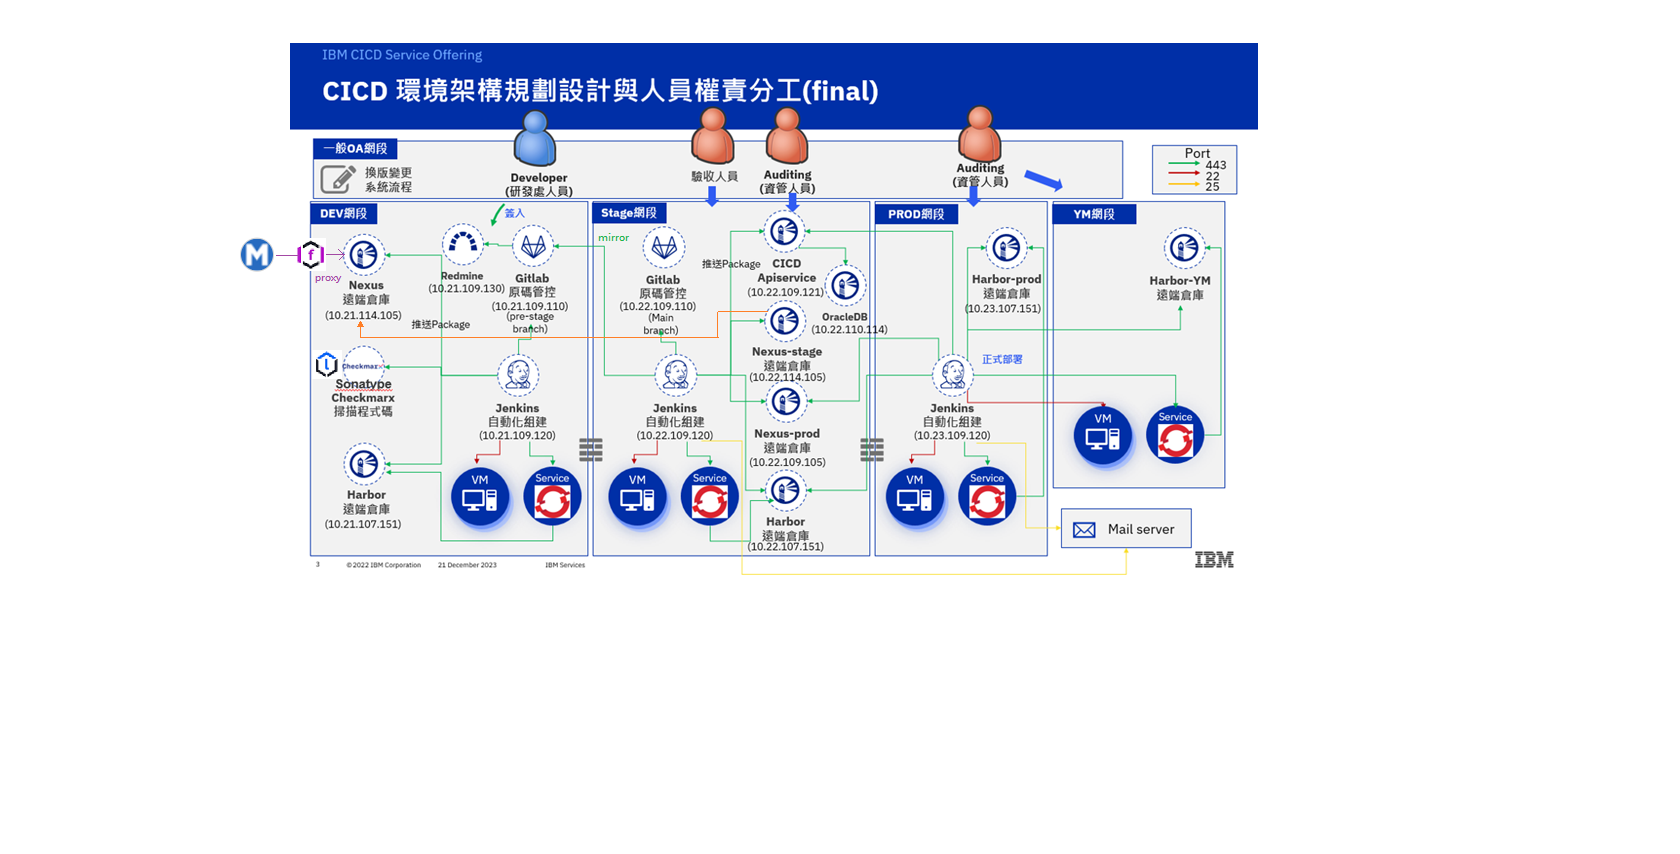 IBM CICD Service Offering
CICD 環境架構規劃設計與人員權責分工(final)
一般OA網段
換版變更
系統流程
Developer
(研發處人員)
驗收人員
Auditing
(資管人員)
Auditing
(資管人員)
Port
443
22
25
DEV網段
簽入
M
f
proxy
Nexus
遠端倉庫
(10.21.114.105)
Redmine
(10.21.109.130)
Gitlab
原碼管控
(10.21.109.110)
(pre-stage
branch)
推送Package
Checkmarx
Sonatype
Checkmarx
掃描程式碼
Jenkins
自動化組建
(10.21.109.120)
Harbor
遠端倉庫
(10.21.107.151)
VM
Service
Stage網段
mirror
Gitlab
原碼管控
(10.22.109.110)
(Main
branch)
推送Package
CICD
Apiservice
(10.22.109.121)
OracleDB
(10.22.110.114)
Nexus-stage
遠端倉庫
(10.22.114.105)
Jenkins
自動化組建
(10.22.109.120)
Nexus-prod
遠端倉庫
(10.22.109.105)
VM
Service
Harbor
遠端倉庫
(10.22.107.151)
PROD網段
Harbor-prod
遠端倉庫
(10.23.107.151)
正式部署
Jenkins
自動化組建
(10.23.109.120)
VM
Service
YM網段
Harbor-YM
遠端倉庫
VM
Service
Mail server
3
©2022 IBM Corporation
21 December 2023
IBM Services
IBM